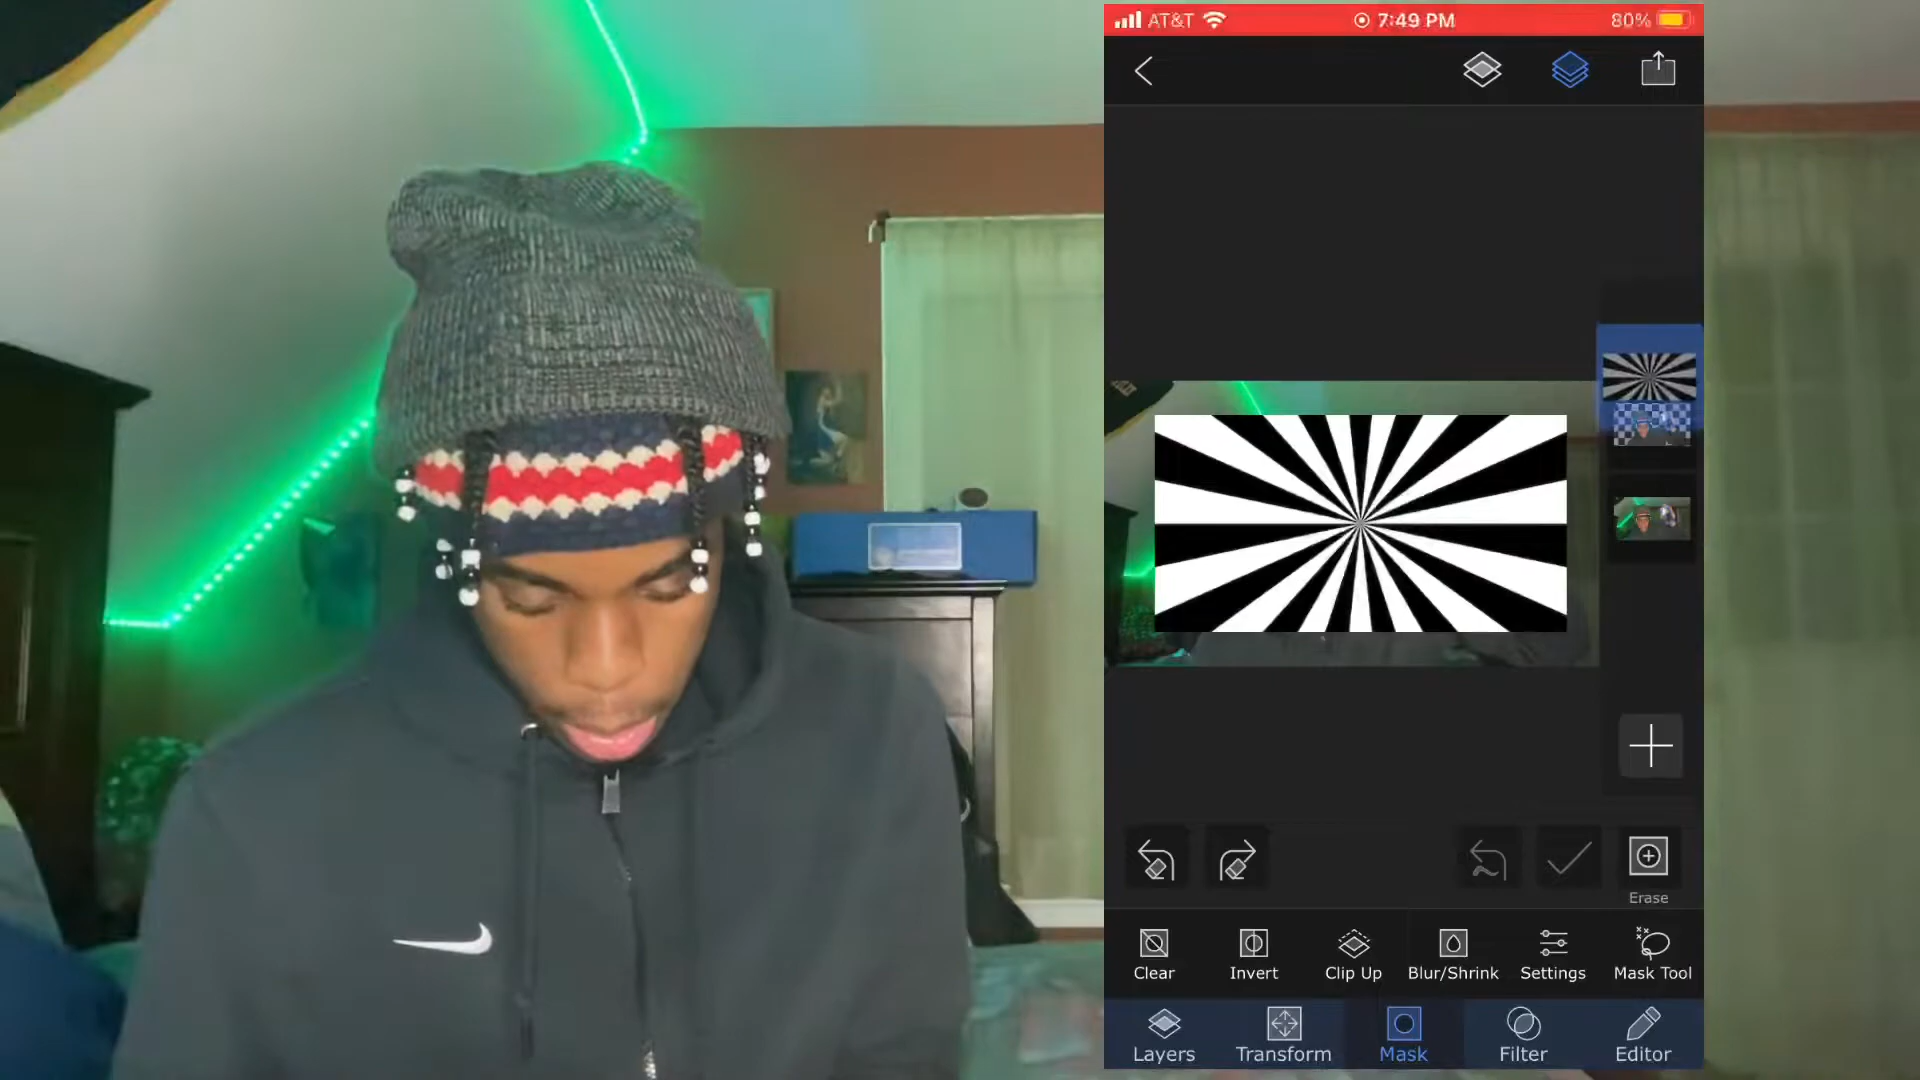 AT&T 7:49 PM 80%
Erase
Clear Invert Clip Up Blur/Shrink Settings Mask Tool
Layers Transform Mask Filter Editor